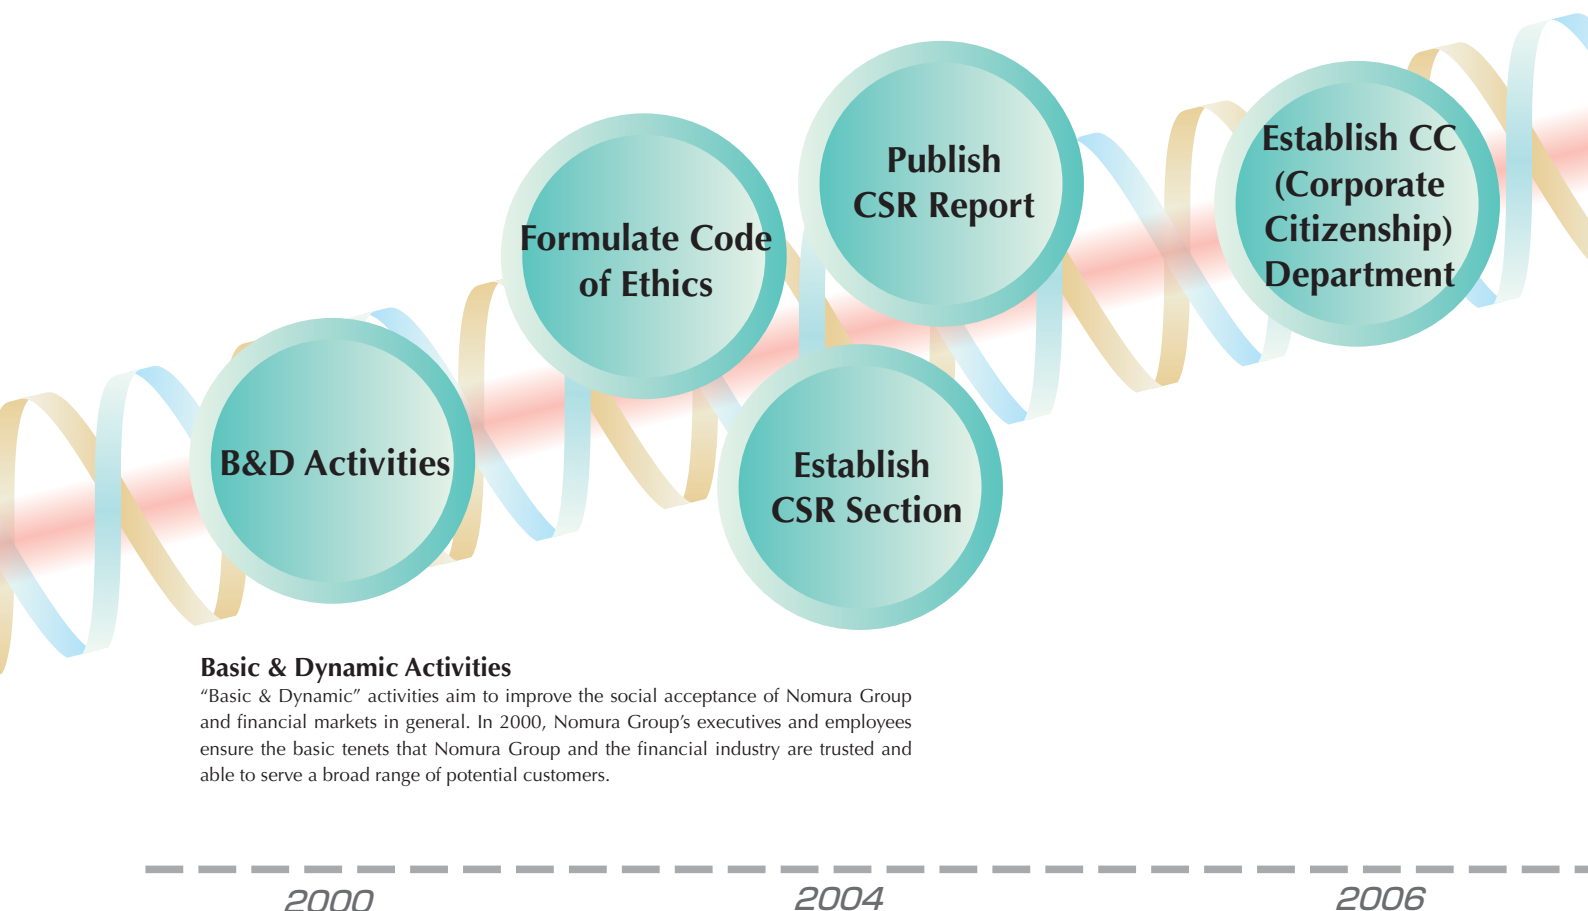 B&D Activities
Formulate Code
of Ethics
Publish
CSR Report
Establish
CSR Section
Establish CC
(Corporate
Citizenship)
Department
Basic & Dynamic Activities
“Basic & Dynamic” activities aim to improve the social acceptance of Nomura Group
and financial markets in general. In 2000, Nomura Group’s executives and employees
ensure the basic tenets that Nomura Group and the financial industry are trusted and
able to serve a broad range of potential customers.
2000
2004
2006